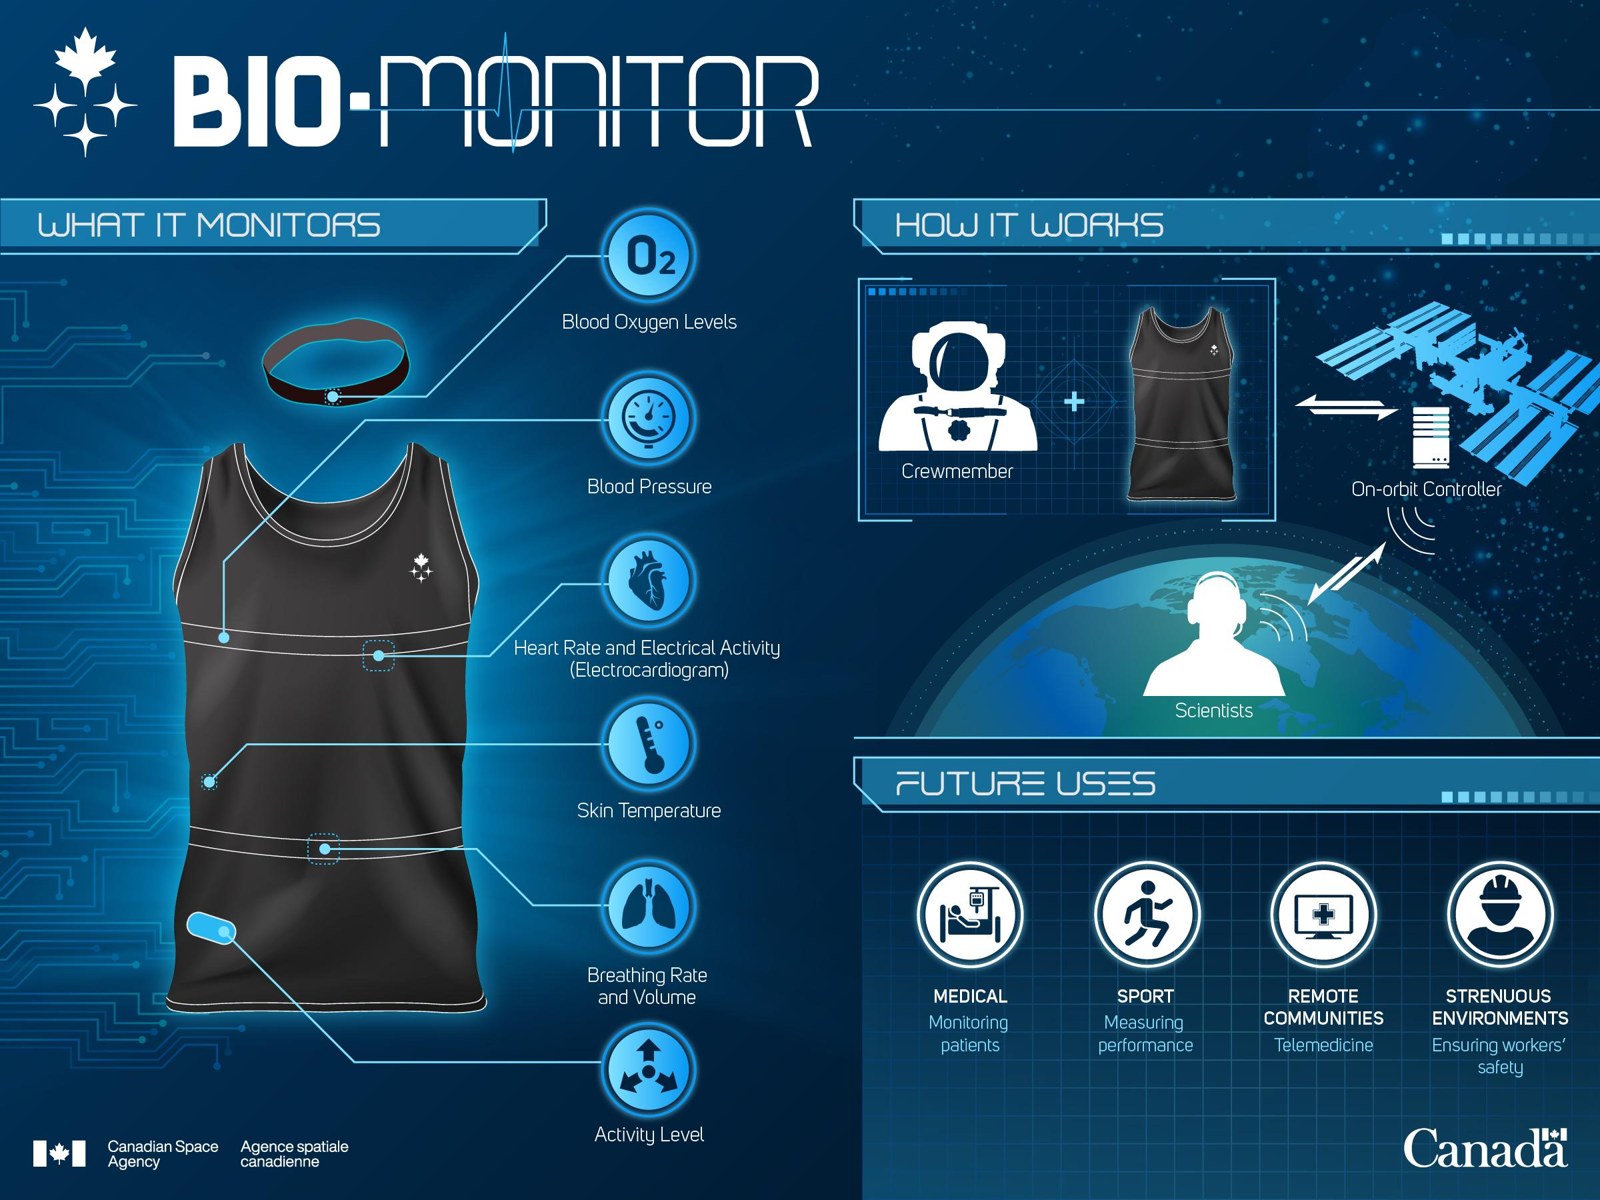 BIO-MONITOR
WHAT IT MONITORS
O2
Blood Oxygen Levels
Blood Pressure
Heart Rate and Electrical Activity
(Electrocardiogram)
Skin Temperature
Breathing Rate
and Volume
Activity Level
Canadian Space
Agency
Agence spatiale
canadienne
HOW IT WORKS
Crewmember
+
On-orbit Controller
Scientists
FUTURE USES
MEDICAL
Monitoring
patients
SPORT
Measuring
performance
REMOTE
COMMUNITIES
Telemedicine
STRENUOUS
ENVIRONMENTS
Ensuring workers’
safety
Canada